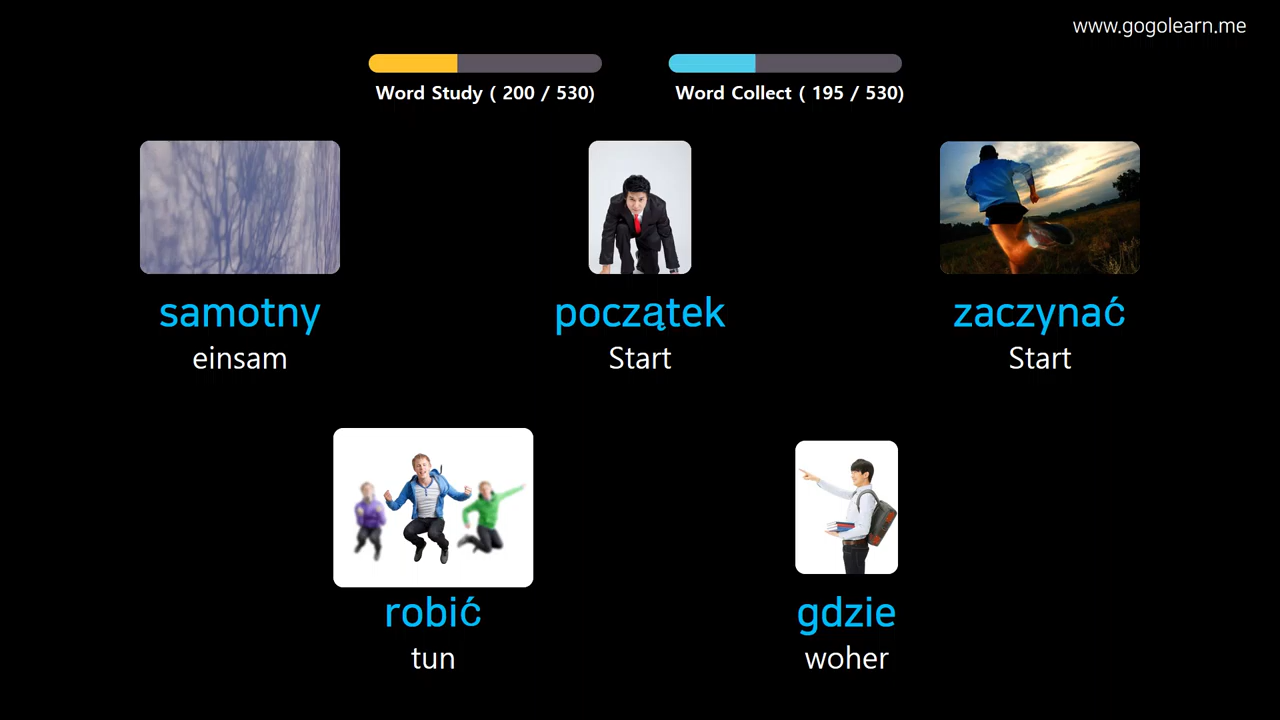 www.gogolearn.me
Word Study ( 200 / 530)
Word Collect ( 195 / 530)
samotny
początek
zaczynać
einsam
Start
Start
robić
gdzie
tun
woher